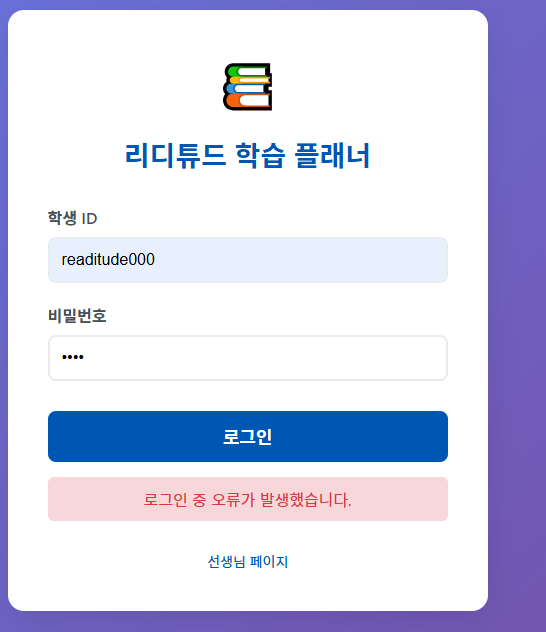 리디튜드 학습 플래너
학생 ID
readitude000
비밀번호
••••
로그인
로그인 중 오류가 발생했습니다.
선생님 페이지